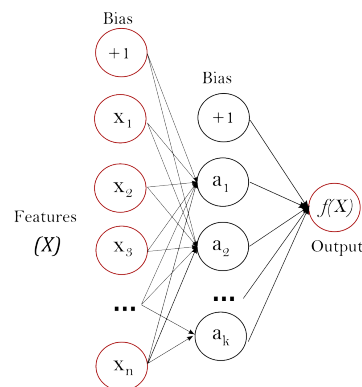 Bias
+1
x1
x2
x3
...
xn
Features
(X)
Bias
+1
a1
a2
...
ak
f(X)
Output